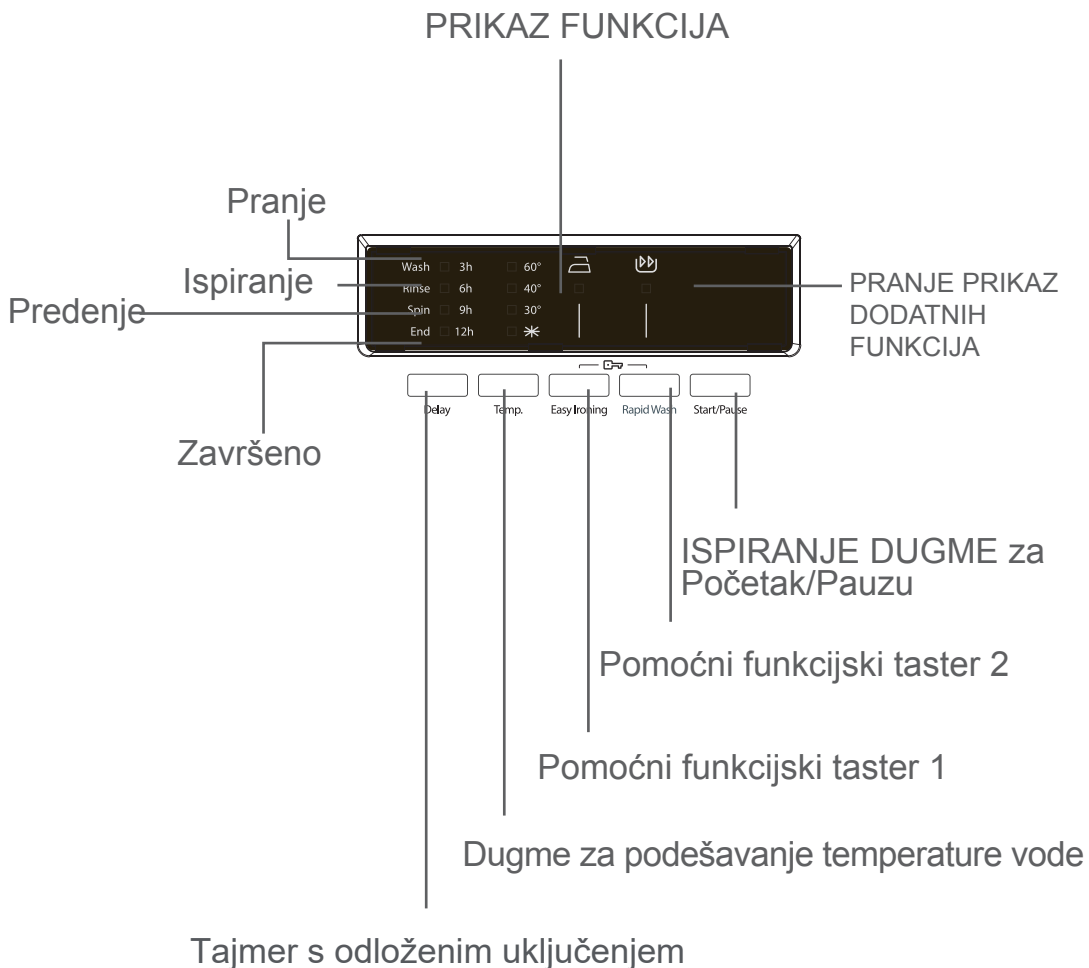 PRIKAZ FUNKCIJA
Pranje
Ispiranje
Predenje
Završeno
Wash 3h 60°
Rinse 6h 40°
Spin 9h 30°
End 12h
PRANJE PRIKAZ
DODATNIH
FUNKCIJA
Delay Temp. Easy Ironing Rapid Wash Start/Pause
ISPIRANJE DUGME za
Početak/Pauzu
Pomoćni funkcijski taster 2
Pomoćni funkcijski taster 1
Dugme za podešavanje temperature vode
Tajmer s odloženim uključenjem